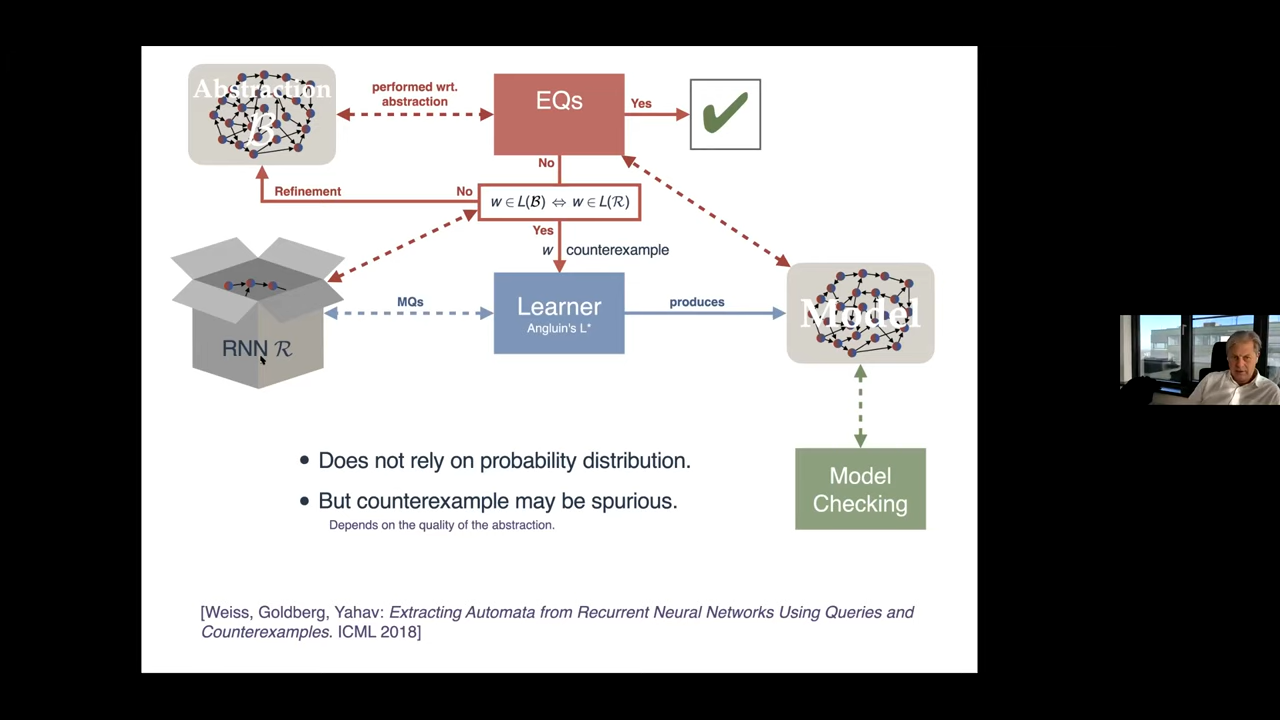 Abstraction
B
performed wrt.
abstraction
EQs
Yes
No
Refinement
No
w ∈ L(B) ⇔ w ∈ L(R)
Yes
w counterexample
RNN R
MQs
Learner
Angluin's L*
produces
Model
Model
Checking
• Does not rely on probability distribution.
• But counterexample may be spurious.
Depends on the quality of the abstraction.
[Weiss, Goldberg, Yahav: Extracting Automata from Recurrent Neural Networks Using Queries and
Counterexamples. ICML 2018]